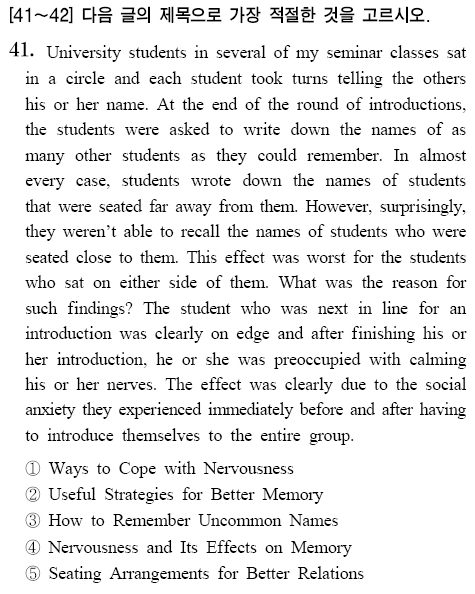 [41~42] 다음 글의 제목으로 가장 적절한 것을 고르시오.
41. University students in several of my seminar classes sat
in a circle and each student took turns telling the others
his or her name. At the end of the round of introductions,
the students were asked to write down the names of as
many other students as they could remember. In almost
every case, students wrote down the names of students
that were seated far away from them. However, surprisingly,
they weren't able to recall the names of students who were
seated close to them. This effect was worst for the students
who sat on either side of them. What was the reason for
such findings? The student who was next in line for an
introduction was clearly on edge and after finishing his or
her introduction, he or she was preoccupied with calming
his or her nerves. The effect was clearly due to the social
anxiety they experienced immediately before and after having
to introduce themselves to the entire group.
① Ways to Cope with Nervousness
② Useful Strategies for Better Memory
③ How to Remember Uncommon Names
④ Nervousness and Its Effects on Memory
⑤ Seating Arrangements for Better Relations